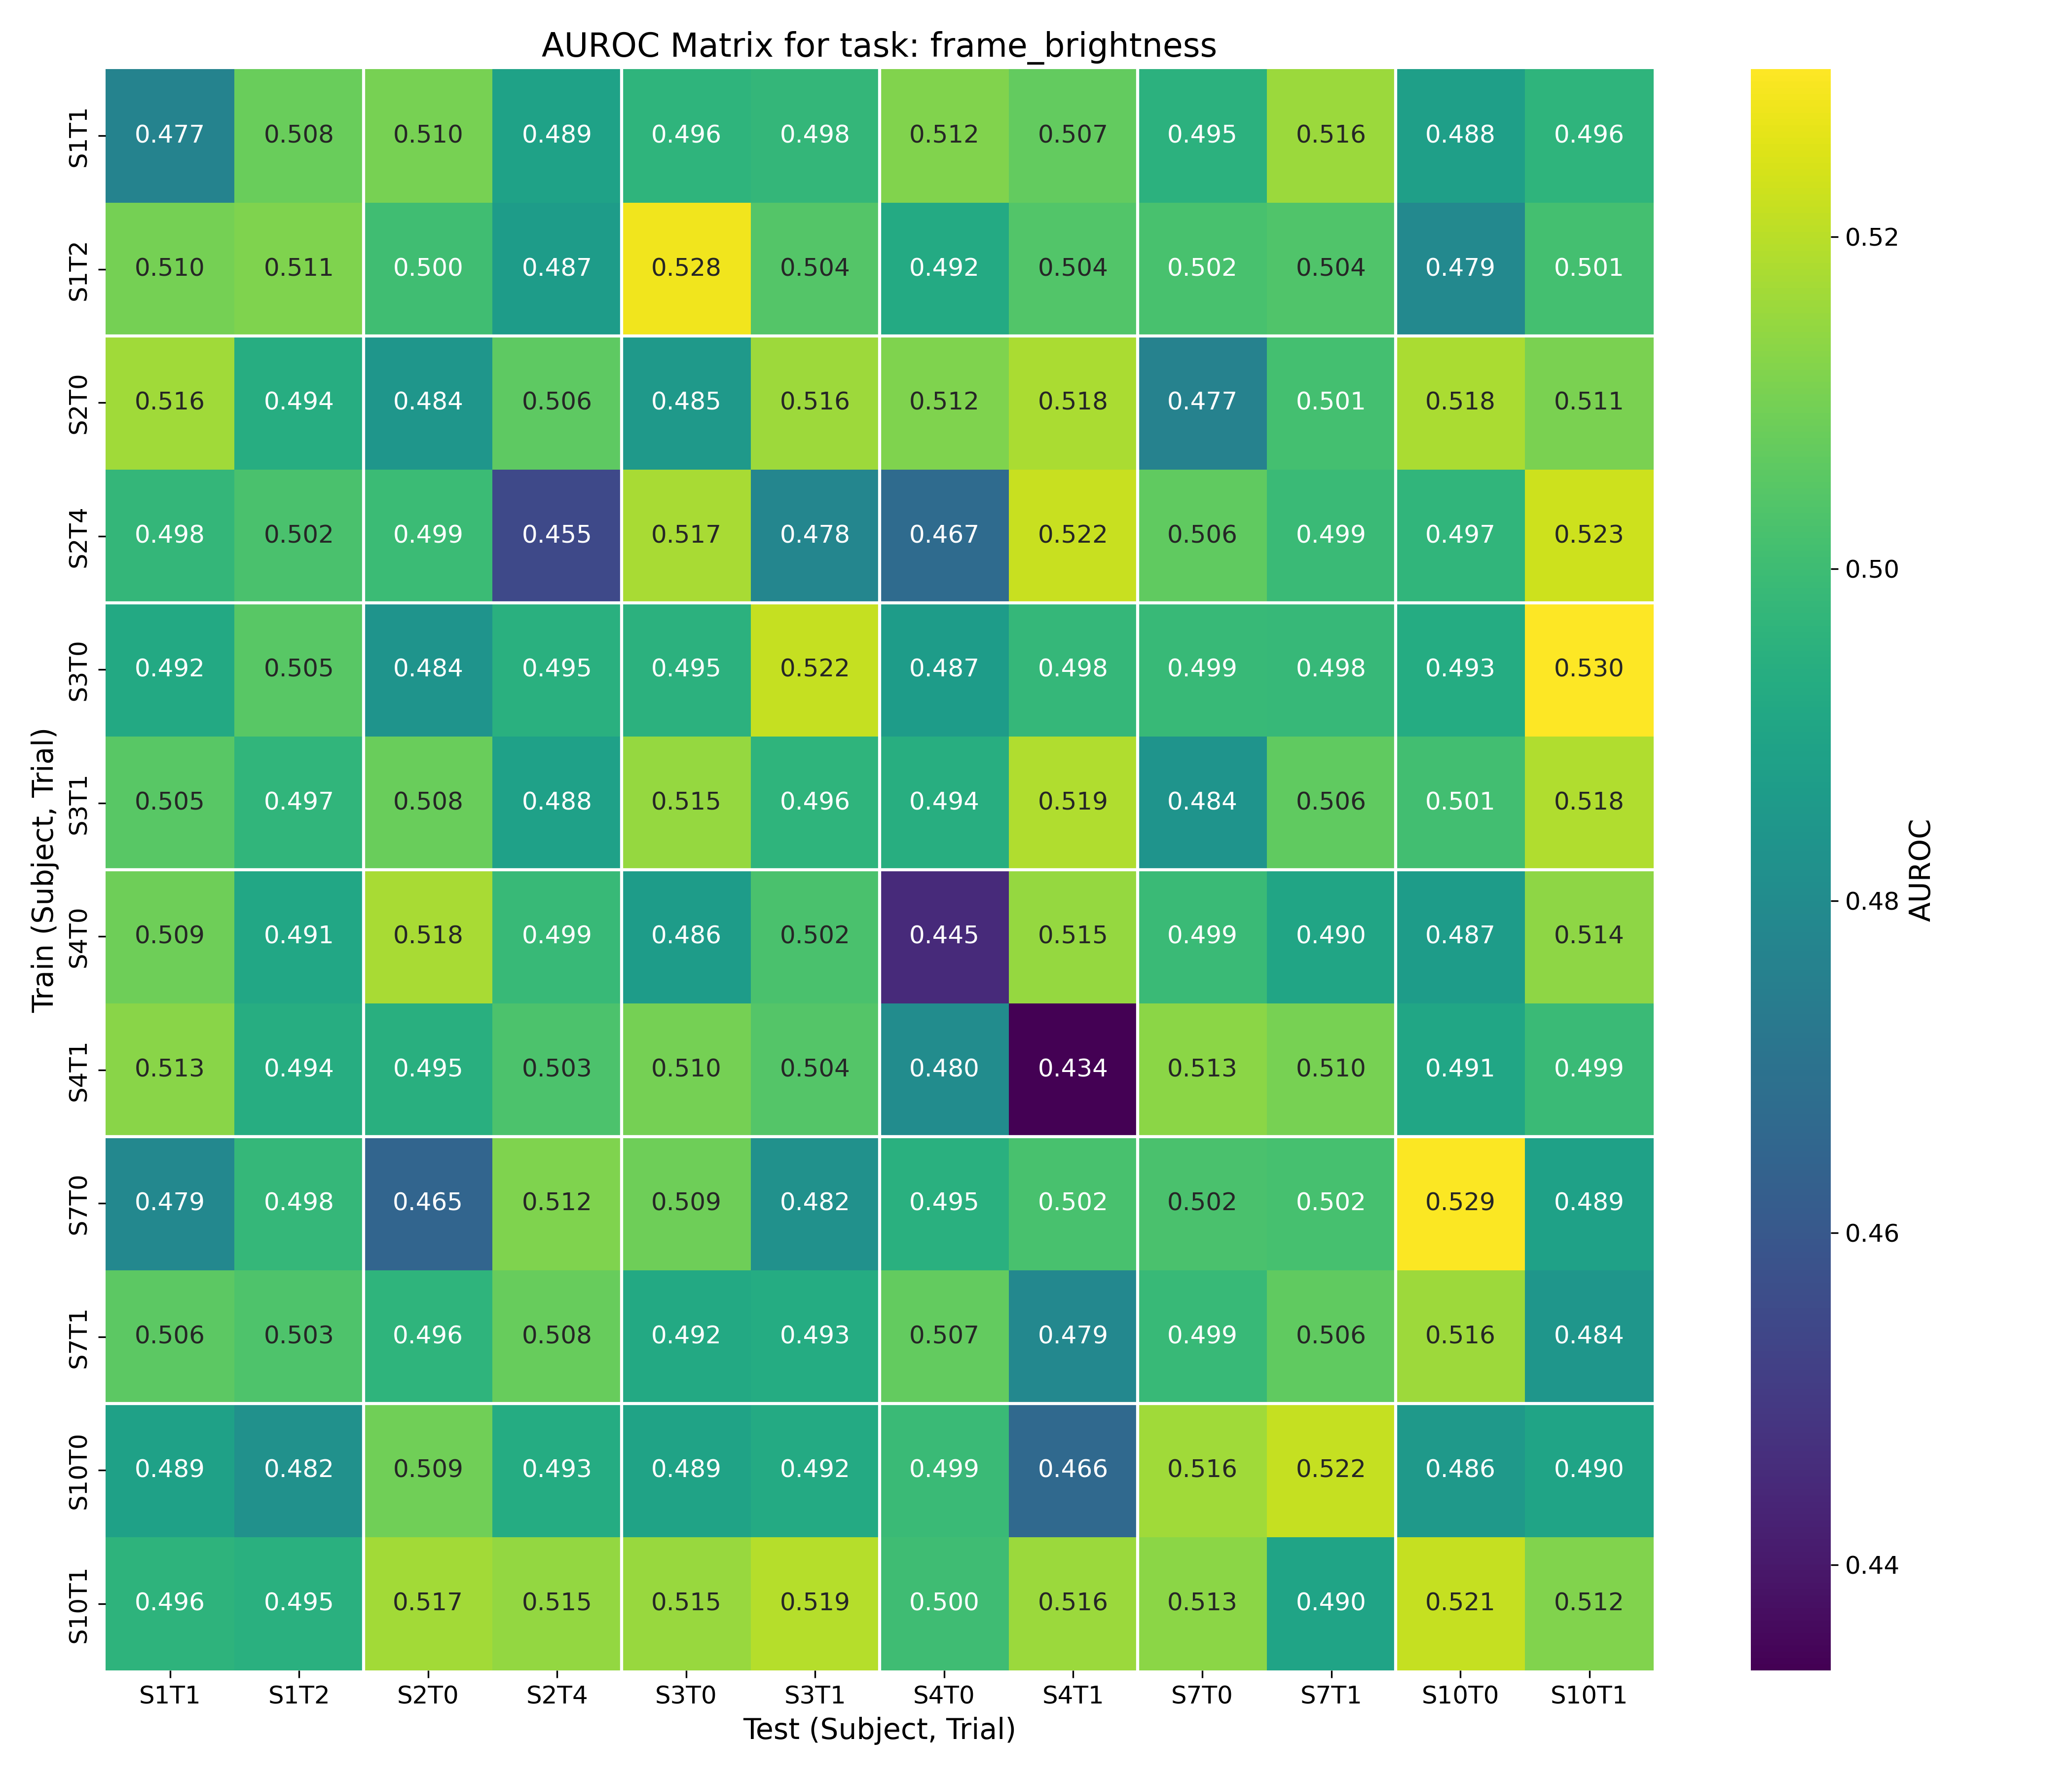 AUROC Matrix for task: frame_brightness
S1T1 0.477 0.508 0.510 0.489 0.496 0.498 0.512 0.507 0.495 0.516 0.488 0.496
S1T2 0.510 0.511 0.500 0.487 0.528 0.504 0.492 0.504 0.502 0.504 0.479 0.501
S2T0 0.516 0.494 0.484 0.506 0.485 0.516 0.512 0.518 0.477 0.501 0.518 0.511
S2T4 0.498 0.502 0.499 0.455 0.517 0.478 0.467 0.522 0.506 0.499 0.497 0.523
S3T0 0.492 0.505 0.484 0.495 0.495 0.522 0.487 0.498 0.499 0.498 0.493 0.530
S3T1 0.505 0.497 0.508 0.488 0.515 0.496 0.494 0.519 0.484 0.506 0.501 0.518
S4T0 0.509 0.491 0.518 0.499 0.486 0.502 0.445 0.515 0.499 0.490 0.487 0.514
S4T1 0.513 0.494 0.495 0.503 0.510 0.504 0.480 0.434 0.513 0.510 0.491 0.499
S7T0 0.479 0.498 0.465 0.512 0.509 0.482 0.495 0.502 0.502 0.502 0.529 0.489
S7T1 0.506 0.503 0.496 0.508 0.492 0.493 0.507 0.479 0.499 0.506 0.516 0.484
S10T0 0.489 0.482 0.509 0.493 0.489 0.492 0.499 0.466 0.516 0.522 0.486 0.490
S10T1 0.496 0.495 0.517 0.515 0.515 0.519 0.500 0.516 0.513 0.490 0.521 0.512
S1T1 S1T2 S2T0 S2T4 S3T0 S3T1 S4T0 S4T1 S7T0 S7T1 S10T0 S10T1
Test (Subject, Trial)
Train (Subject, Trial)
0.52
0.50
0.48
0.46
0.44
AUROC